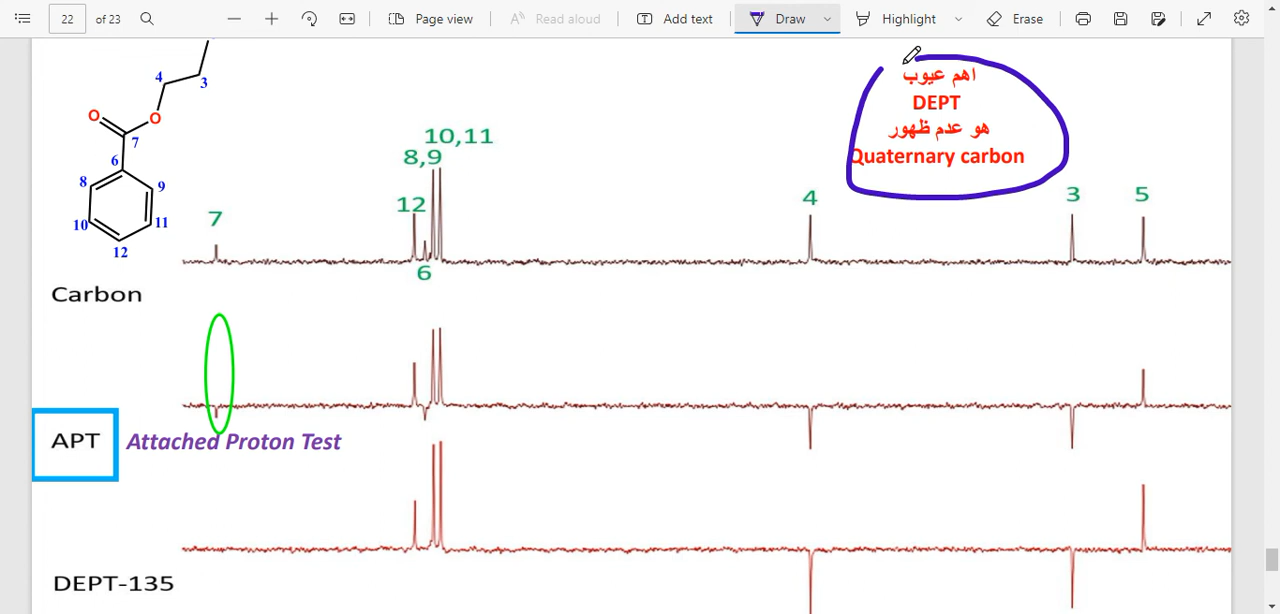 22 of 23 Page view Read aloud Add text Draw Highlight Erase
4
3
O
O
7
6
8
9
10
11
12
اهم عيوب
DEPT
هو عدم ظهور
Quaternary carbon
10,11
8,9
12
7
4
3
5
6
Carbon
APT Attached Proton Test
DEPT-135